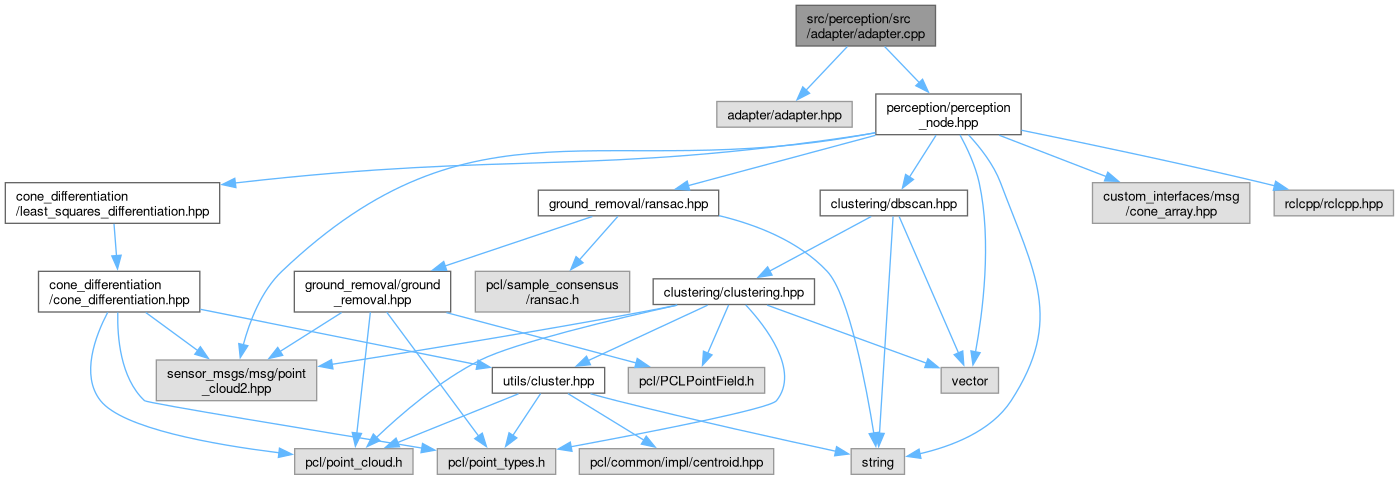 src/perception/src
/adapter/adapter.cpp
adapter/adapter.hpp
perception/perception
_node.hpp
cone_differentiation
/least_squares_differentiation.hpp
ground_removal/ransac.hpp
clustering/dbscan.hpp
custom_interfaces/msg
/cone_array.hpp
rclcpp/rclcpp.hpp
cone_differentiation
/cone_differentiation.hpp
ground_removal/ground
_removal.hpp
pcl/sample_consensus
/ransac.h
clustering/clustering.hpp
sensor_msgs/msg/point
_cloud2.hpp
utils/cluster.hpp
pcl/PCLPointField.h
vector
pcl/point_cloud.h
pcl/point_types.h
pcl/common/impl/centroid.hpp
string